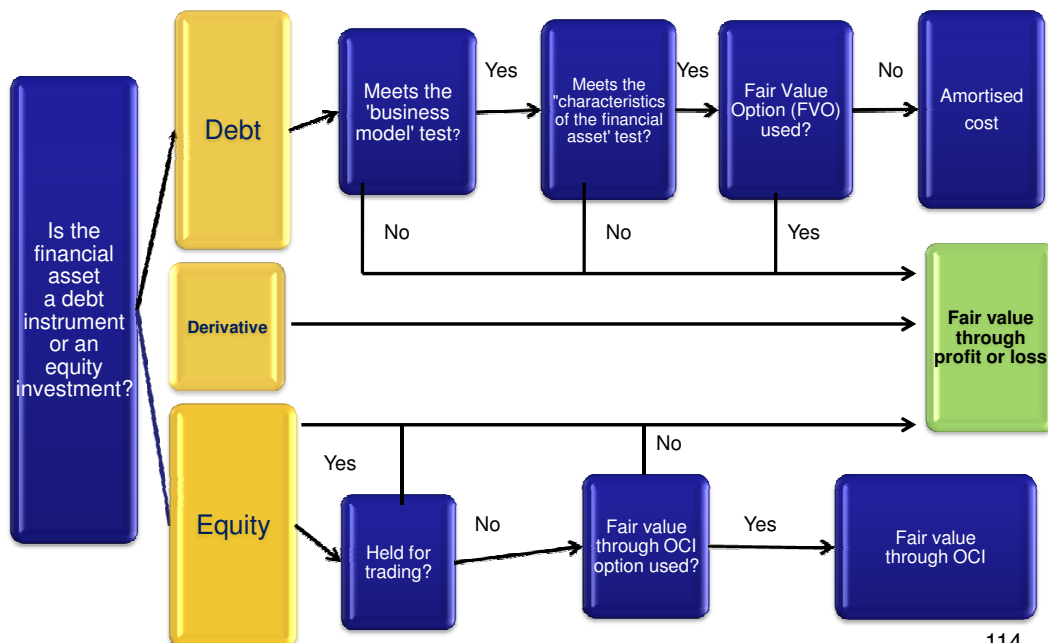 Is the
financial
asset
a debt
instrument
or an
equity
investment?
Debt
Meets the
'business
model' test?
Yes
Meets the
"characteristics
of the financial
asset' test?
Yes
Fair Value
Option (FVO)
used?
No
Amortised
cost
No
No
Yes
Derivative
Fair value
through
profit or loss
Equity
Yes
Held for
trading?
No
No
Fair value
through OCI
option used?
Yes
Fair value
through OCI
114